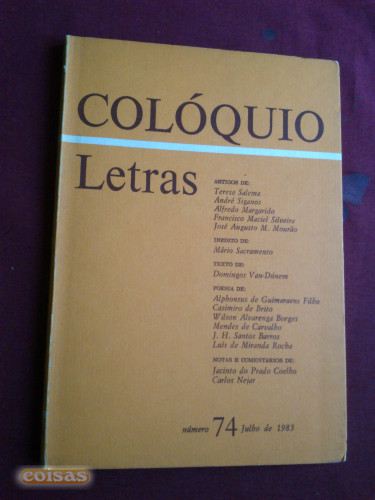 COLÓQUIO
Letras
ARTIGOS DE:
Teresa Salema
André Siganos
Alfredo Margarido
Francisco Maciel Silveira
José Augusto M. Mourão
INÉDITO DE:
Mário Sacramento
TEXTO DE:
Domingos Van-Dúnem
POESIA DE:
Alphonsus de Guimaraens Filho
Casimiro de Brito
Wilson Alvarenga Borges
Mendes de Carvalho
J. H. Santos Barros
Luís de Miranda Rocha
NOTAS E COMENTÁRIOS DE:
Jacinto do Prado Coelho
Carlos Nejar
número 74 Julho de 1983
coisas